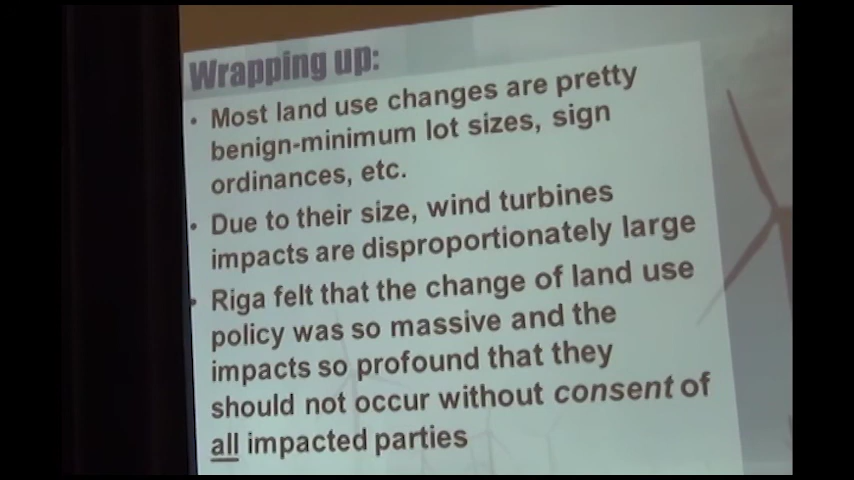 Wrapping up:
• Most land use changes are pretty
benign-minimum lot sizes, sign
ordinances, etc.
• Due to their size, wind turbines
impacts are disproportionately large
• Riga felt that the change of land use
policy was so massive and the
impacts so profound that they
should not occur without consent of
all impacted parties